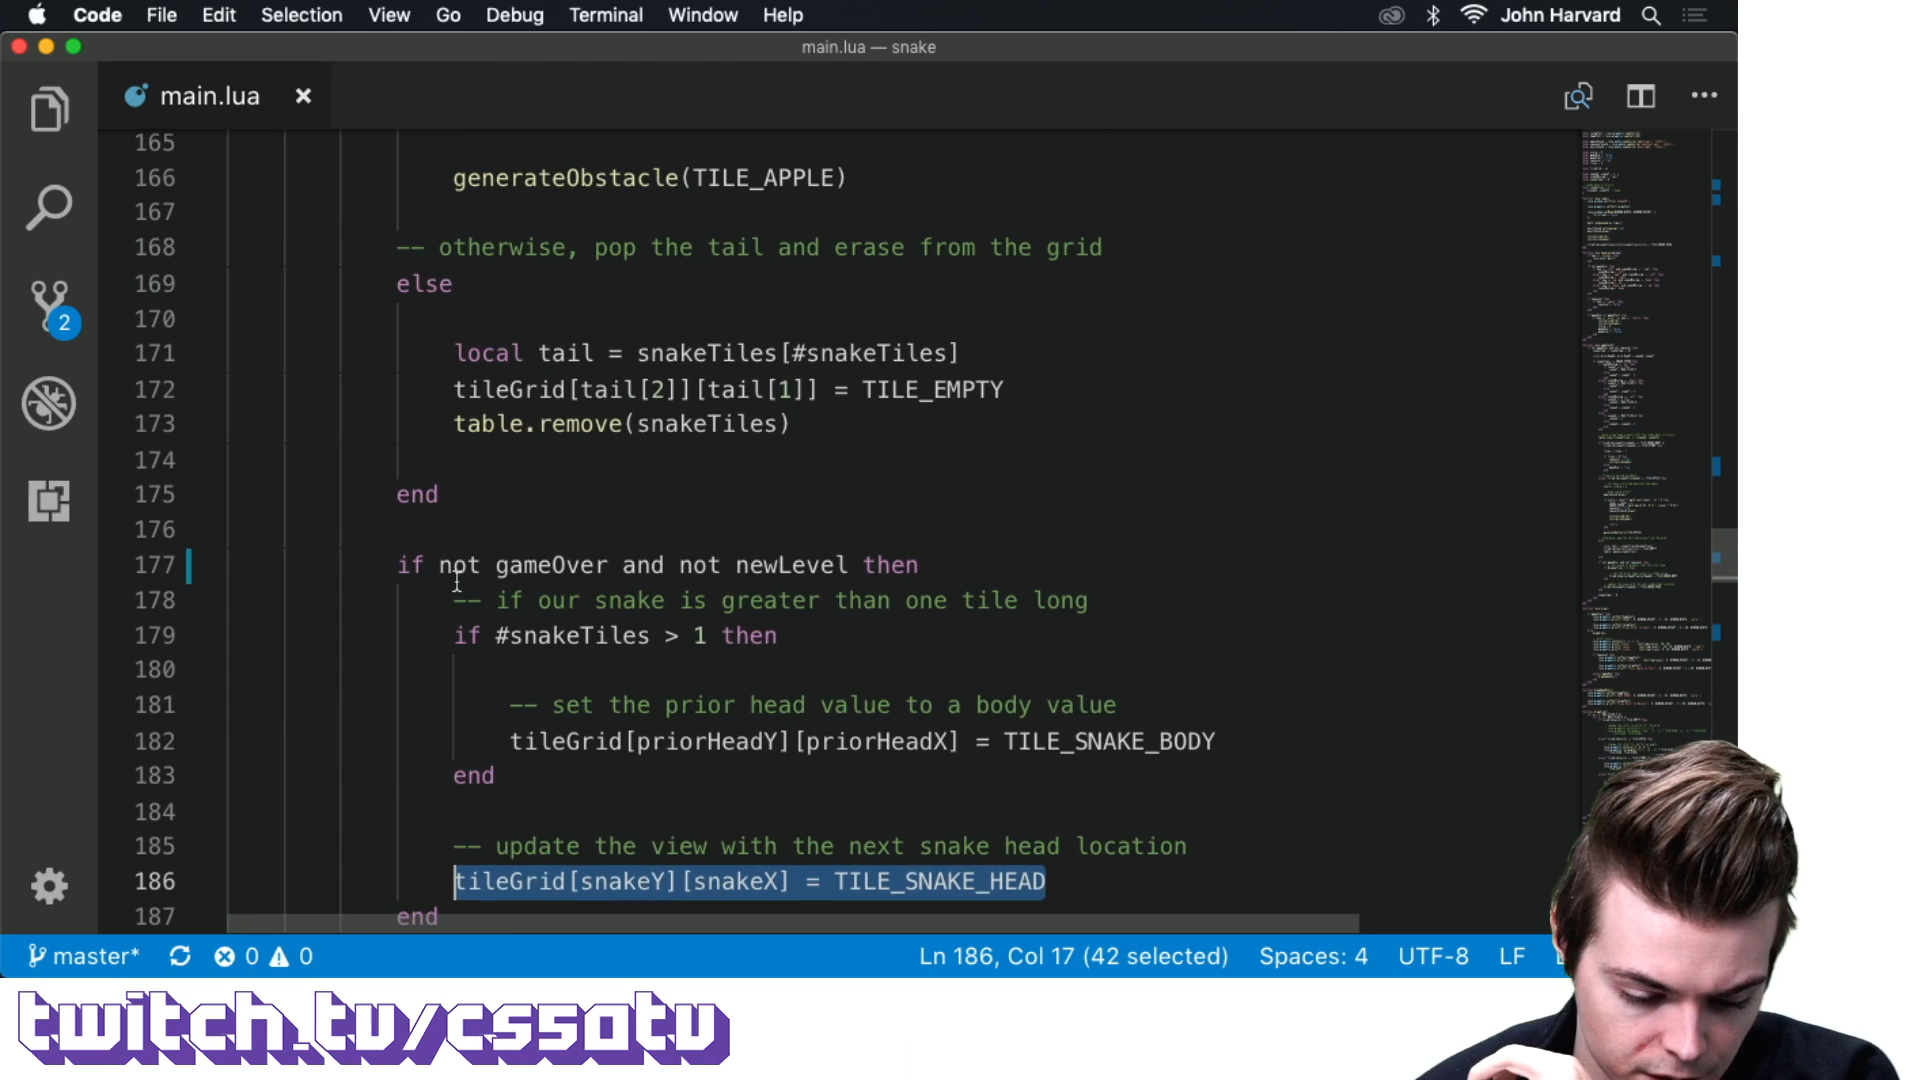 Code File Edit Selection View Go Debug Terminal Window Help John Harvard
main.lua — snake
main.lua
165
166 generateObstacle(TILE_APPLE)
167
168 -- otherwise, pop the tail and erase from the grid
169 else
170
171 local tail = snakeTiles[#snakeTiles]
172 tileGrid[tail[2]][tail[1]] = TILE_EMPTY
173 table.remove(snakeTiles)
174
175 end
176
177 if not gameOver and not newLevel then
178 -- if our snake is greater than one tile long
179 if #snakeTiles > 1 then
180
181 -- set the prior head value to a body value
182 tileGrid[priorHeadY][priorHeadX] = TILE_SNAKE_BODY
183 end
184
185 -- update the view with the next snake head location
186 tileGrid[snakeY][snakeX] = TILE_SNAKE_HEAD
187 end
2
master* 0 0 Ln 186, Col 17 (42 selected) Spaces: 4 UTF-8 LF
twitch.tv/cs50tv